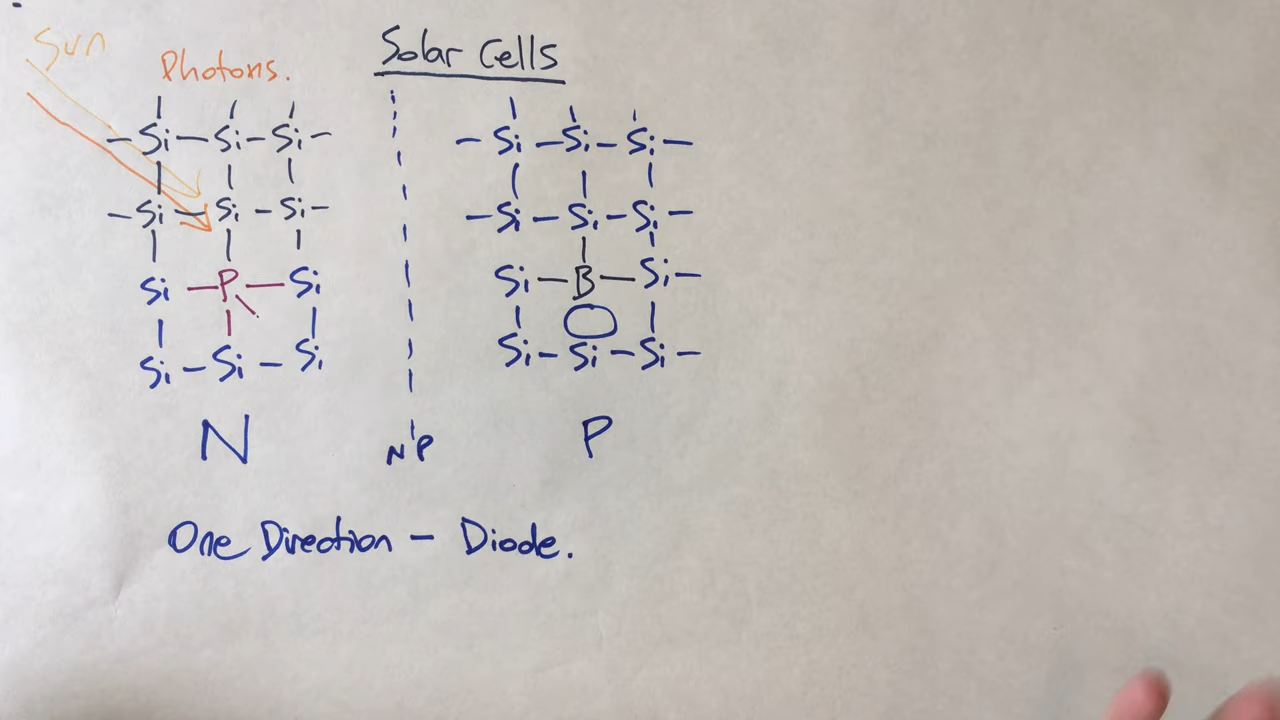 Sun
Photons.
Solar Cells
-Si-Si-Si-
-Si-Si-Si-
Si-P-Si
Si-Si-Si
N
N'P
-Si-Si-Si-
-Si-Si-Si-
Si-B-Si-
Si-Si-Si-
P
One Direction - Diode.